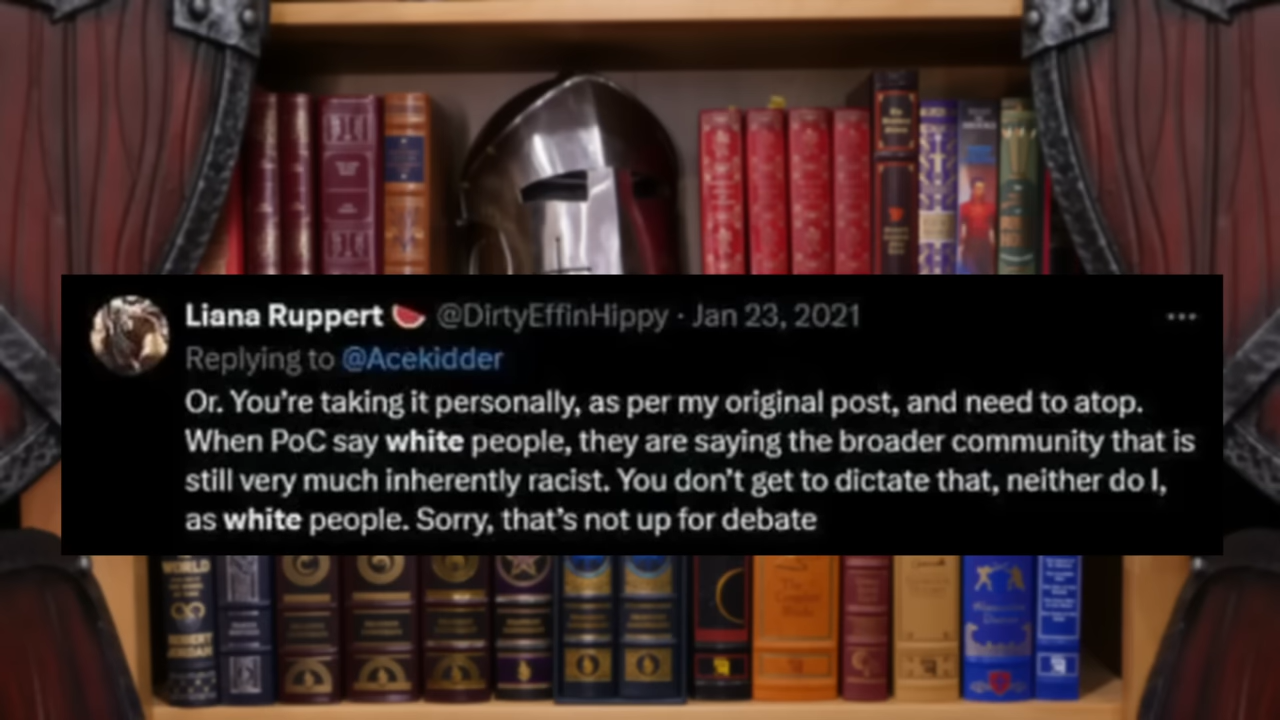 Liana Ruppert 🍉 @DirtyEffinHippy · Jan 23, 2021
Replying to @Acekidder
Or. You're taking it personally, as per my original post, and need to atop.
When PoC say white people, they are saying the broader community that is
still very much inherently racist. You don't get to dictate that, neither do I,
as white people. Sorry, that's not up for debate
WORLD
ROBERT
JORDAN